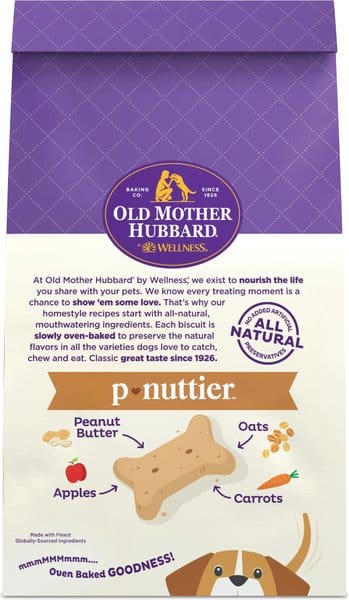 BAKING CO.
SINCE 1926
OLD MOTHER
HUBBARD®
BY WELLNESS®
At Old Mother Hubbard® by Wellness®, we exist to nourish the life
you share with your pets. We know every treating moment is a
chance to show 'em some love. That's why our
homestyle recipes start with all-natural,
mouthwatering ingredients. Each biscuit is
slowly oven-baked to preserve the natural
flavors in all the varieties dogs love to catch,
chew and eat. Classic great taste since 1926.
NO ADDED ARTIFICIAL
ALL
NATURAL
PRESERVATIVES
p nuttier™
Peanut
Butter
Oats
Apples
Carrots
Made with Finest
Globally-Sourced Ingredients
mmmMMMmmm....
Oven Baked GOODNESS!